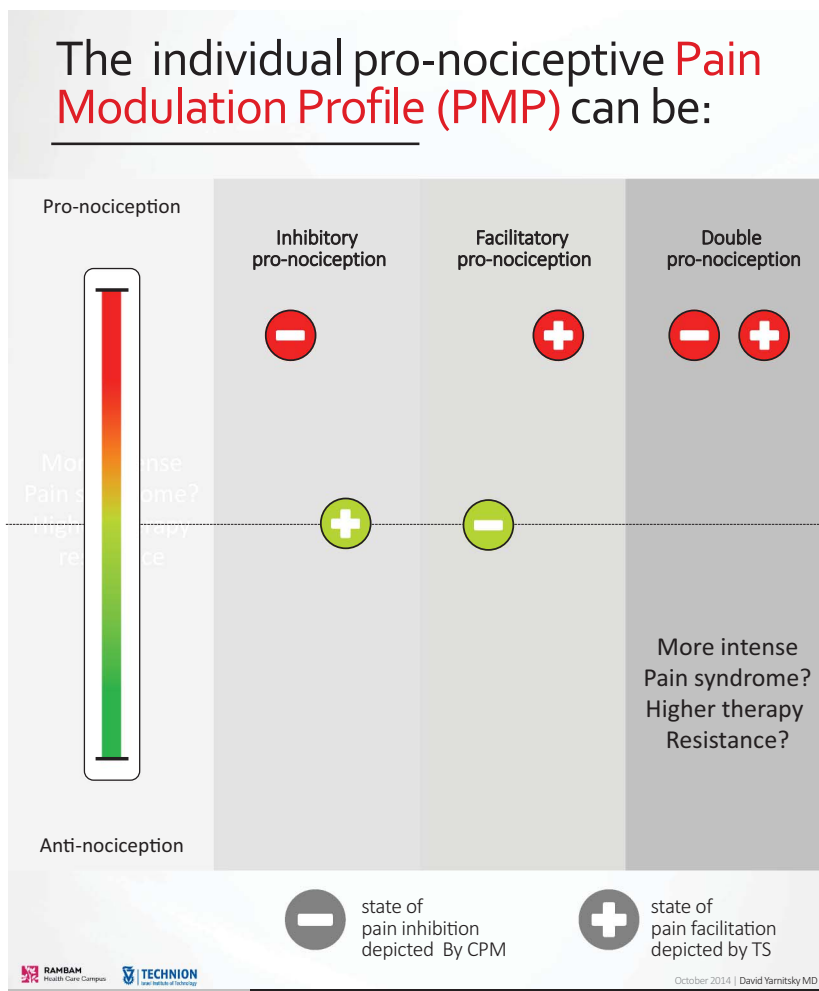 The individual pro-nociceptive Pain
Modulation Profile (PMP) can be:
Pro-nociception
Inhibitory
pro-nociception
Facilitatory
pro-nociception
Double
pro-nociception
More intense
Pain syndrome?
Higher therapy
Resistance?
Anti-nociception
state of
pain inhibition
depicted By CPM
state of
pain facilitation
depicted by TS
RAMBAM
Health Care Campus
TECHNION
Israel Institute of Technology
October 2014 | David Yarnitsky MD